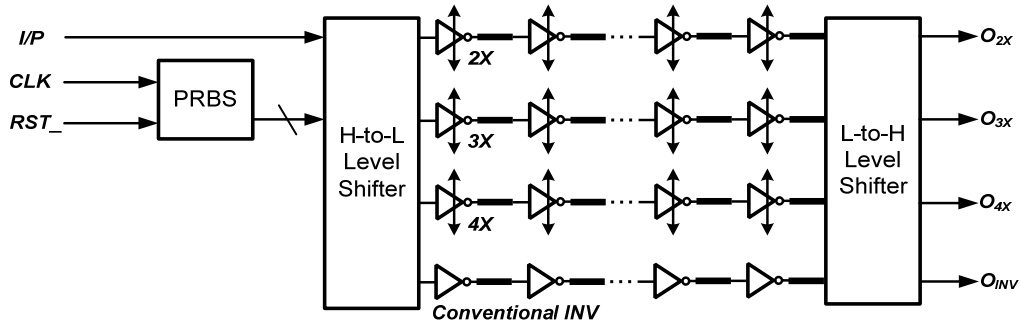 I/P
CLK
RST_
PRBS
H-to-L
Level
Shifter
2X
3X
4X
Conventional INV
L-to-H
Level
Shifter
O2X
O3X
O4X
OINV